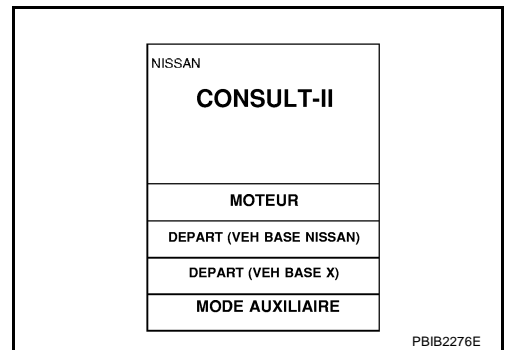 NISSAN
CONSULT-II
MOTEUR
DEPART (VEH BASE NISSAN)
DEPART (VEH BASE X)
MODE AUXILIAIRE
PBIB2276E